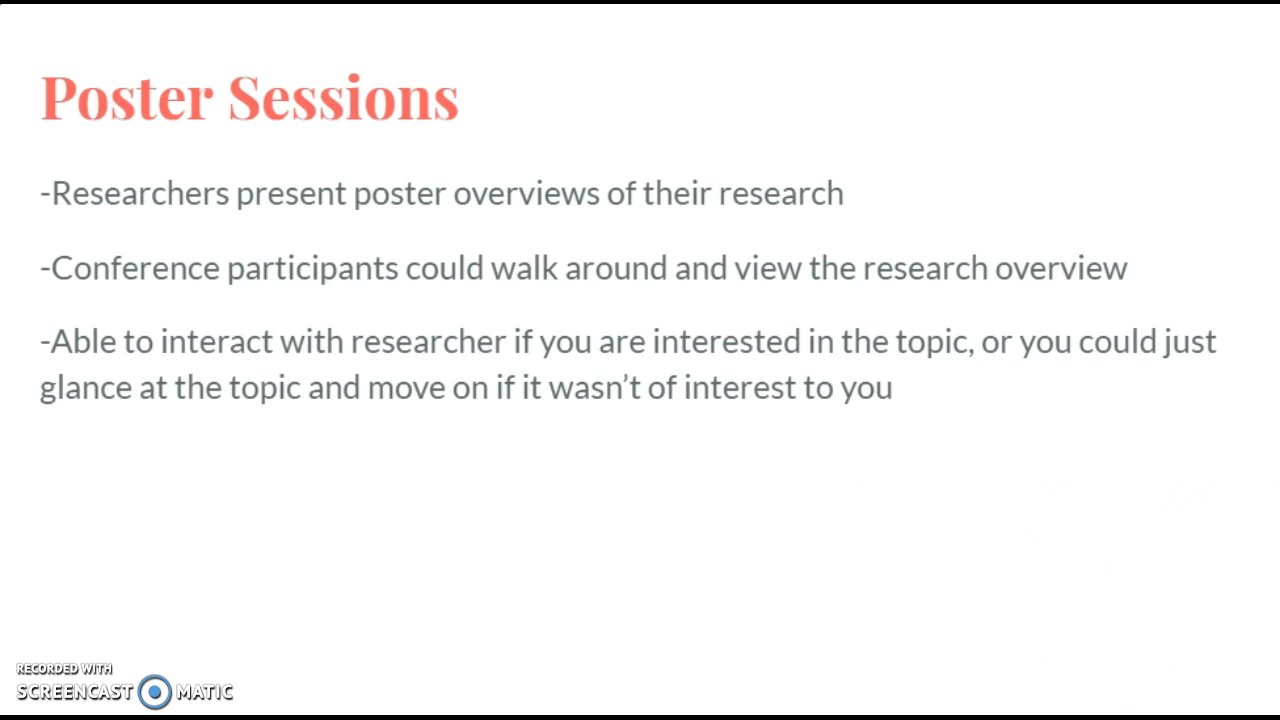 Poster Sessions
-Researchers present poster overviews of their research
-Conference participants could walk around and view the research overview
-Able to interact with researcher if you are interested in the topic, or you could just
glance at the topic and move on if it wasn’t of interest to you
RECORDED WITH
SCREENCAST MATIC